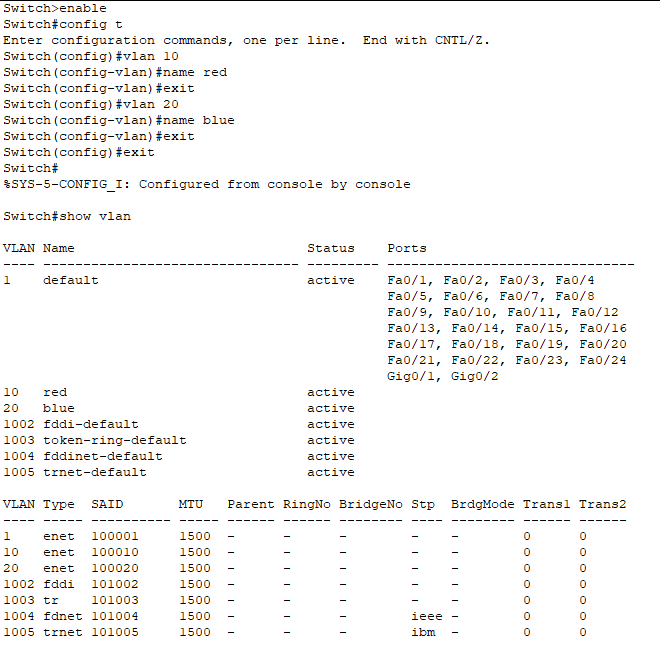 Switch>enable
Switch#config t
Enter configuration commands, one per line.  End with CNTL/Z.
Switch(config)#vlan 10
Switch(config-vlan)#name red
Switch(config-vlan)#exit
Switch(config)#vlan 20
Switch(config-vlan)#name blue
Switch(config-vlan)#exit
Switch(config)#exit
Switch#
%SYS-5-CONFIG_I: Configured from console by console
Switch#show vlan
VLAN Name                             Status    Ports
---- -------------------------------- --------- -------------------------------
1    default                          active    Fa0/1, Fa0/2, Fa0/3, Fa0/4
                                                Fa0/5, Fa0/6, Fa0/7, Fa0/8
                                                Fa0/9, Fa0/10, Fa0/11, Fa0/12
                                                Fa0/13, Fa0/14, Fa0/15, Fa0/16
                                                Fa0/17, Fa0/18, Fa0/19, Fa0/20
                                                Fa0/21, Fa0/22, Fa0/23, Fa0/24
                                                Gig0/1, Gig0/2
10   red                              active
20   blue                             active
1002 fddi-default                     active
1003 token-ring-default               active
1004 fddinet-default                  active
1005 trnet-default                    active
VLAN Type  SAID       MTU   Parent RingNo BridgeNo Stp  BrdgMode Trans1 Trans2
---- ----- ---------- ----- ------ ------ -------- ---- -------- ------ ------
1    enet  100001     1500  -      -      -        -    -        0      0
10   enet  100010     1500  -      -      -        -    -        0      0
20   enet  100020     1500  -      -      -        -    -        0      0
1002 fddi  101002     1500  -      -      -        -    -        0      0
1003 tr    101003     1500  -      -      -        -    -        0      0
1004 fdnet 101004     1500  -      -      -        ieee -        0      0
1005 trnet 101005     1500  -      -      -        ibm  -        0      0